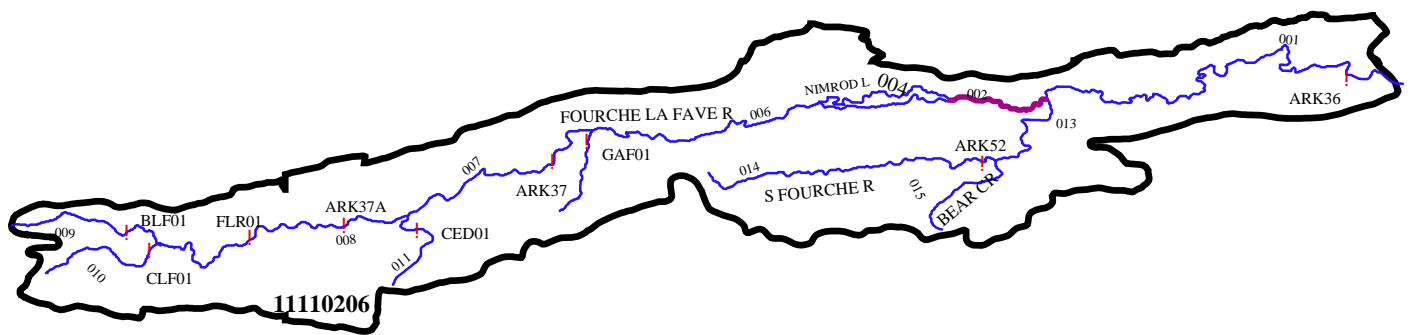 001
NIMROD L
004
002
ARK36
FOURCHE LA FAVE R
006
013
GAF01
ARK52
007
ARK37
014
S FOURCHE R
015
BEAR CR
ARK37A
BLF01
FLR01
009
008
CED01
010
CLF01
011
11110206